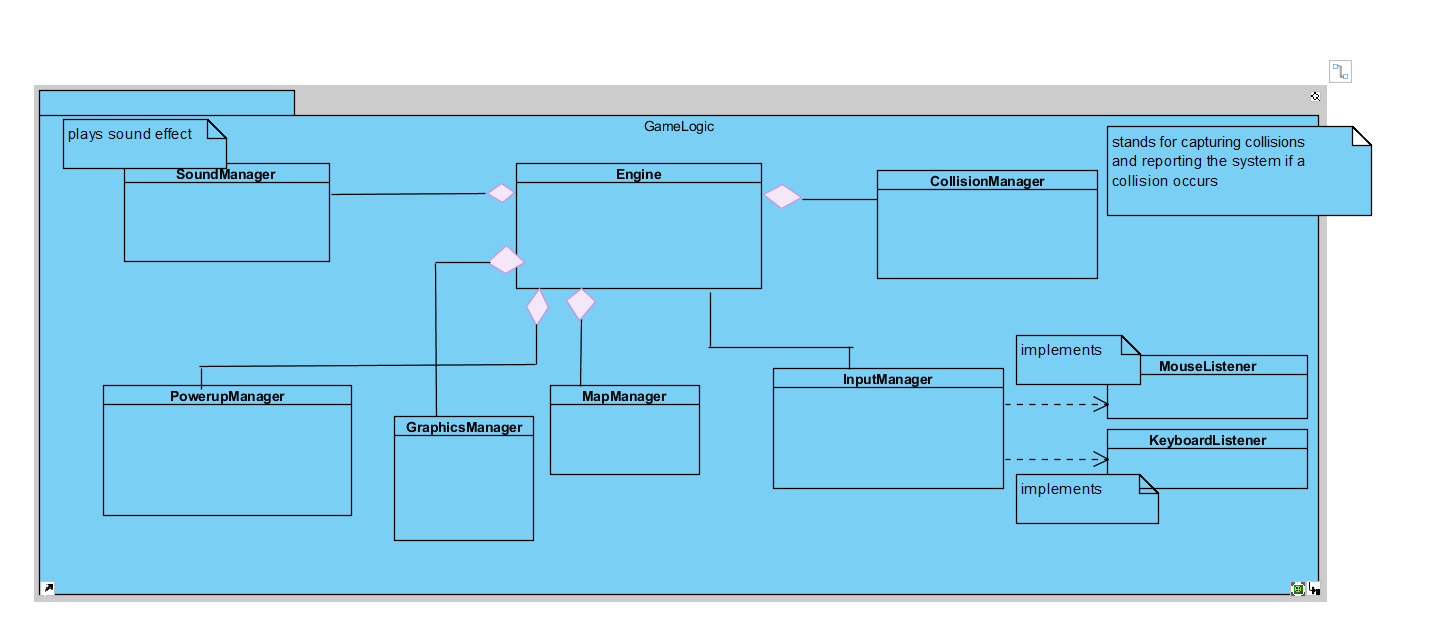 GameLogic
plays sound effect
stands for capturing collisions
and reporting the system if a
collision occurs
SoundManager
Engine
CollisionManager
implements
MouseListener
InputManager
PowerupManager
MapManager
GraphicsManager
KeyboardListener
implements